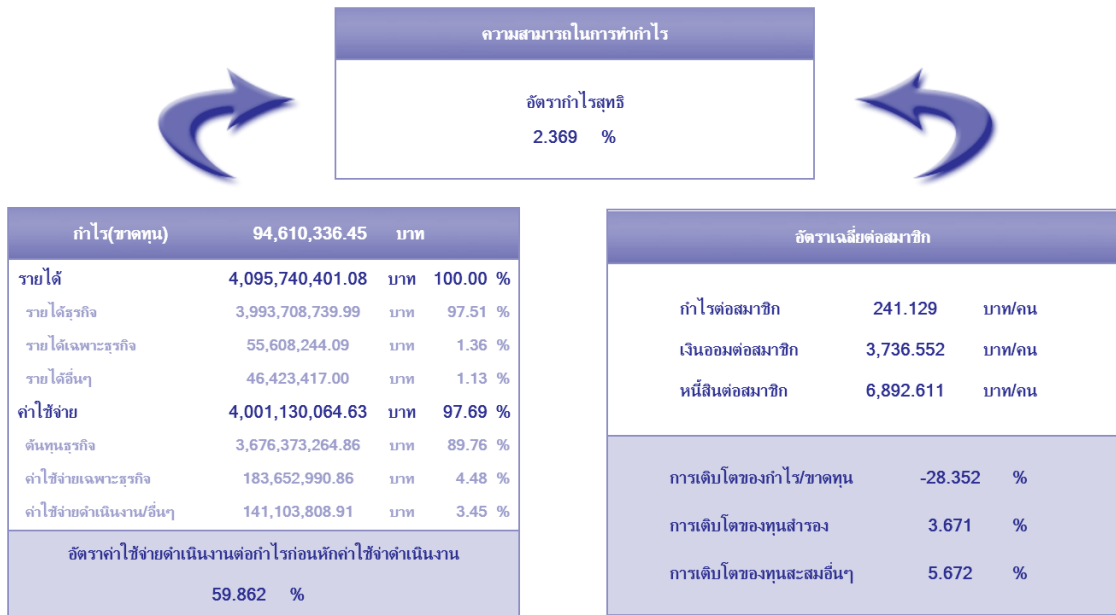 ความสามารถในการทำกำไร
อัตรากำไรสุทธิ
2.369 %
กำไร(ขาดทุน) 94,610,336.45 บาท
รายได้ 4,095,740,401.08 บาท 100.00 %
รายได้ธุรกิจ 3,993,708,739.99 บาท 97.51 %
รายได้เฉพาะธุรกิจ 55,608,244.09 บาท 1.36 %
รายได้อื่นๆ 46,423,417.00 บาท 1.13 %
ค่าใช้จ่าย 4,001,130,064.63 บาท 97.69 %
ต้นทุนธุรกิจ 3,676,373,264.86 บาท 89.76 %
ค่าใช้จ่ายเฉพาะธุรกิจ 183,652,990.86 บาท 4.48 %
ค่าใช้จ่ายดำเนินงาน/อื่นๆ 141,103,808.91 บาท 3.45 %
อัตราค่าใช้จ่ายดำเนินงานต่อกำไรก่อนหักค่าใช้จ่าดำเนินงาน
59.862 %
อัตราเฉลี่ยต่อสมาชิก
กำไรต่อสมาชิก 241.129 บาท/คน
เงินออมต่อสมาชิก 3,736.552 บาท/คน
หนี้สินต่อสมาชิก 6,892.611 บาท/คน
การเติบโตของกำไร/ขาดทุน -28.352 %
การเติบโตของทุนสำรอง 3.671 %
การเติบโตของทุนสะสมอื่นๆ 5.672 %